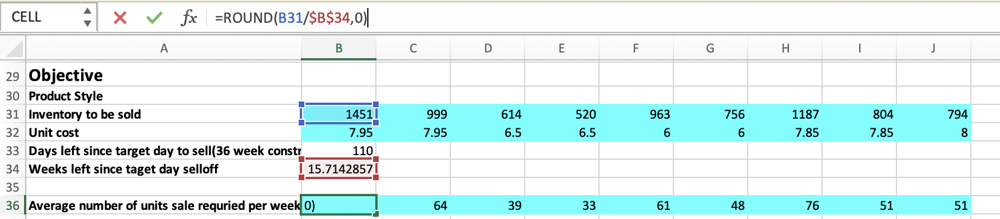 CELL fx =ROUND(B31/$B$34,0)
A B C D E F G H I J
29 Objective
30 Product Style
31 Inventory to be sold 1451 999 614 520 963 756 1187 804 794
32 Unit cost 7.95 7.95 6.5 6.5 6 6 7.85 7.85 8
33 Days left since target day to sell(36 week constr 110
34 Weeks left since taget day selloff 15.7142857
35
36 Average number of units sale requried per week 0) 64 39 33 61 48 76 51 51